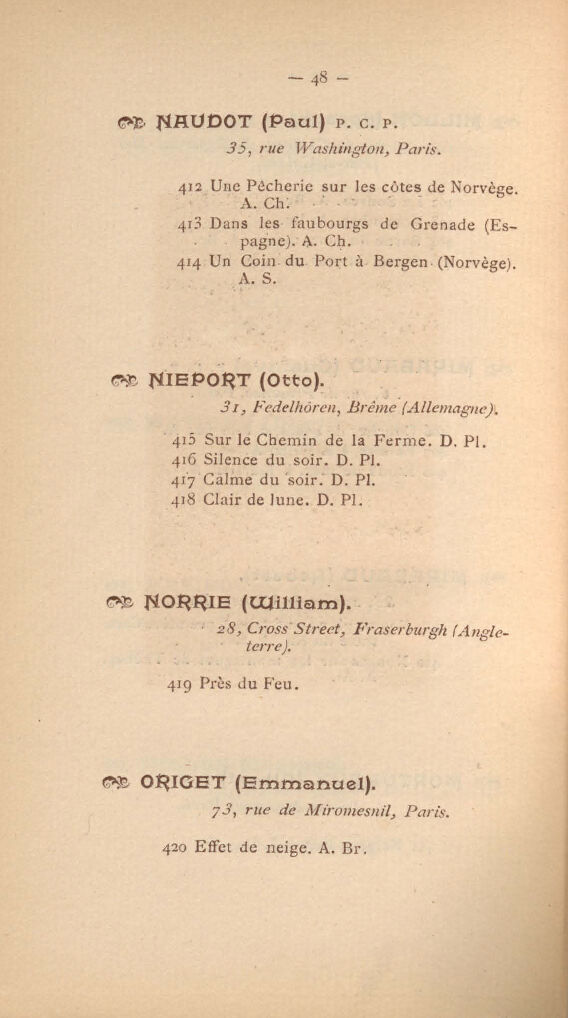 — 48 —
NAUDOT (Paul) P. C. P.
35, rue Washington, Paris.
412 Une Pêcherie sur les côtes de Norvège.
A. Ch.
413 Dans les faubourgs de Grenade (Es-
pagne). A. Ch.
414 Un Coin du Port à Bergen (Norvège).
A. S.
NIEPORT (Otto).
31, Fedelhören, Brême (Allemagne).
415 Sur le Chemin de la Ferme. D. Pl.
416 Silence du soir. D. Pl.
417 Calme du soir. D. Pl.
418 Clair de lune. D. Pl.
NORRIE (William).
28, Cross Street, Fraserburgh (Angle-
terre).
419 Près du Feu.
ORIGET (Emmanuel).
73, rue de Miromesnil, Paris.
420 Effet de neige. A. Br.